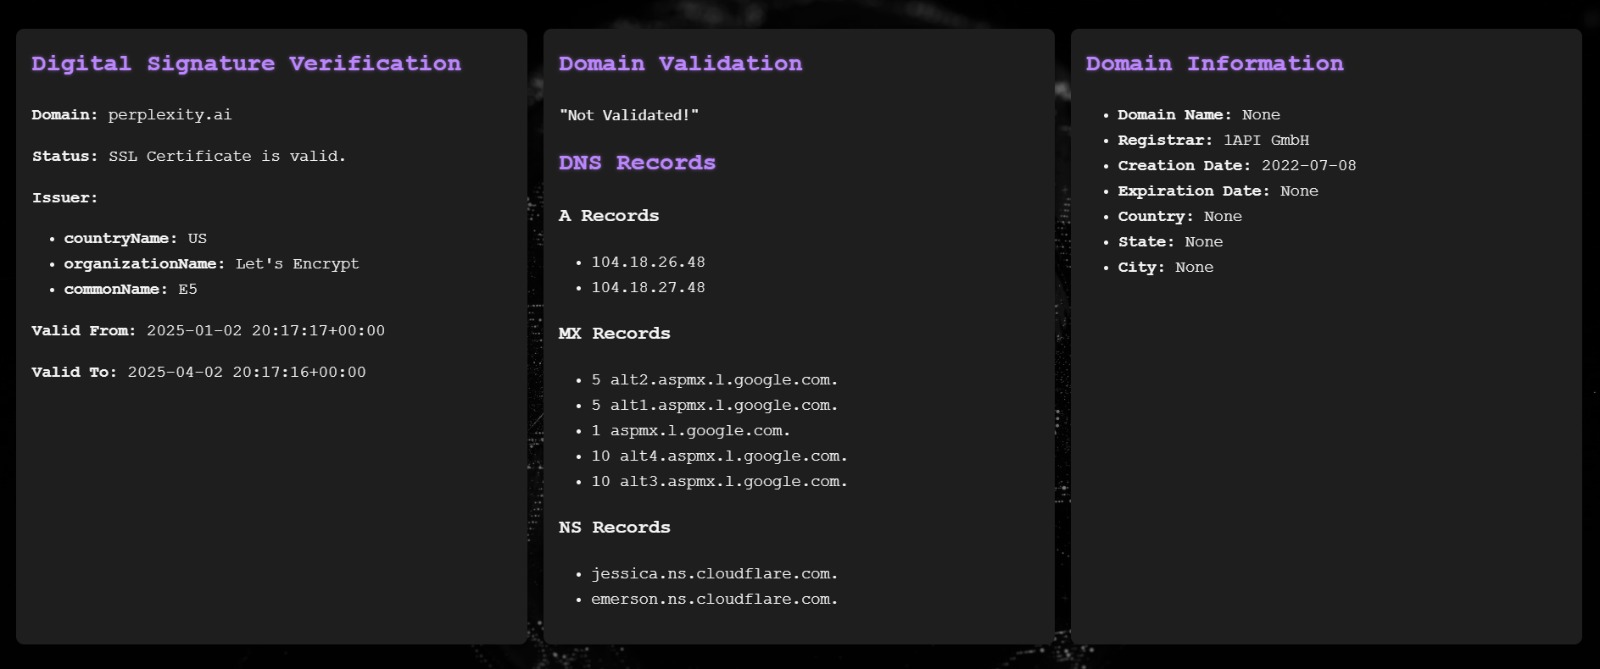 Digital Signature Verification
Domain: perplexity.ai
Status: SSL Certificate is valid.
Issuer:
• countryName: US
• organizationName: Let's Encrypt
• commonName: E5
Valid From: 2025-01-02 20:17:17+00:00
Valid To: 2025-04-02 20:17:16+00:00
Domain Validation
"Not Validated!"
DNS Records
A Records
• 104.18.26.48
• 104.18.27.48
MX Records
• 5 alt2.aspmx.l.google.com.
• 5 alt1.aspmx.l.google.com.
• 1 aspmx.l.google.com.
• 10 alt4.aspmx.l.google.com.
• 10 alt3.aspmx.l.google.com.
NS Records
• jessica.ns.cloudflare.com.
• emerson.ns.cloudflare.com.
Domain Information
• Domain Name: None
• Registrar: 1API GmbH
• Creation Date: 2022-07-08
• Expiration Date: None
• Country: None
• State: None
• City: None